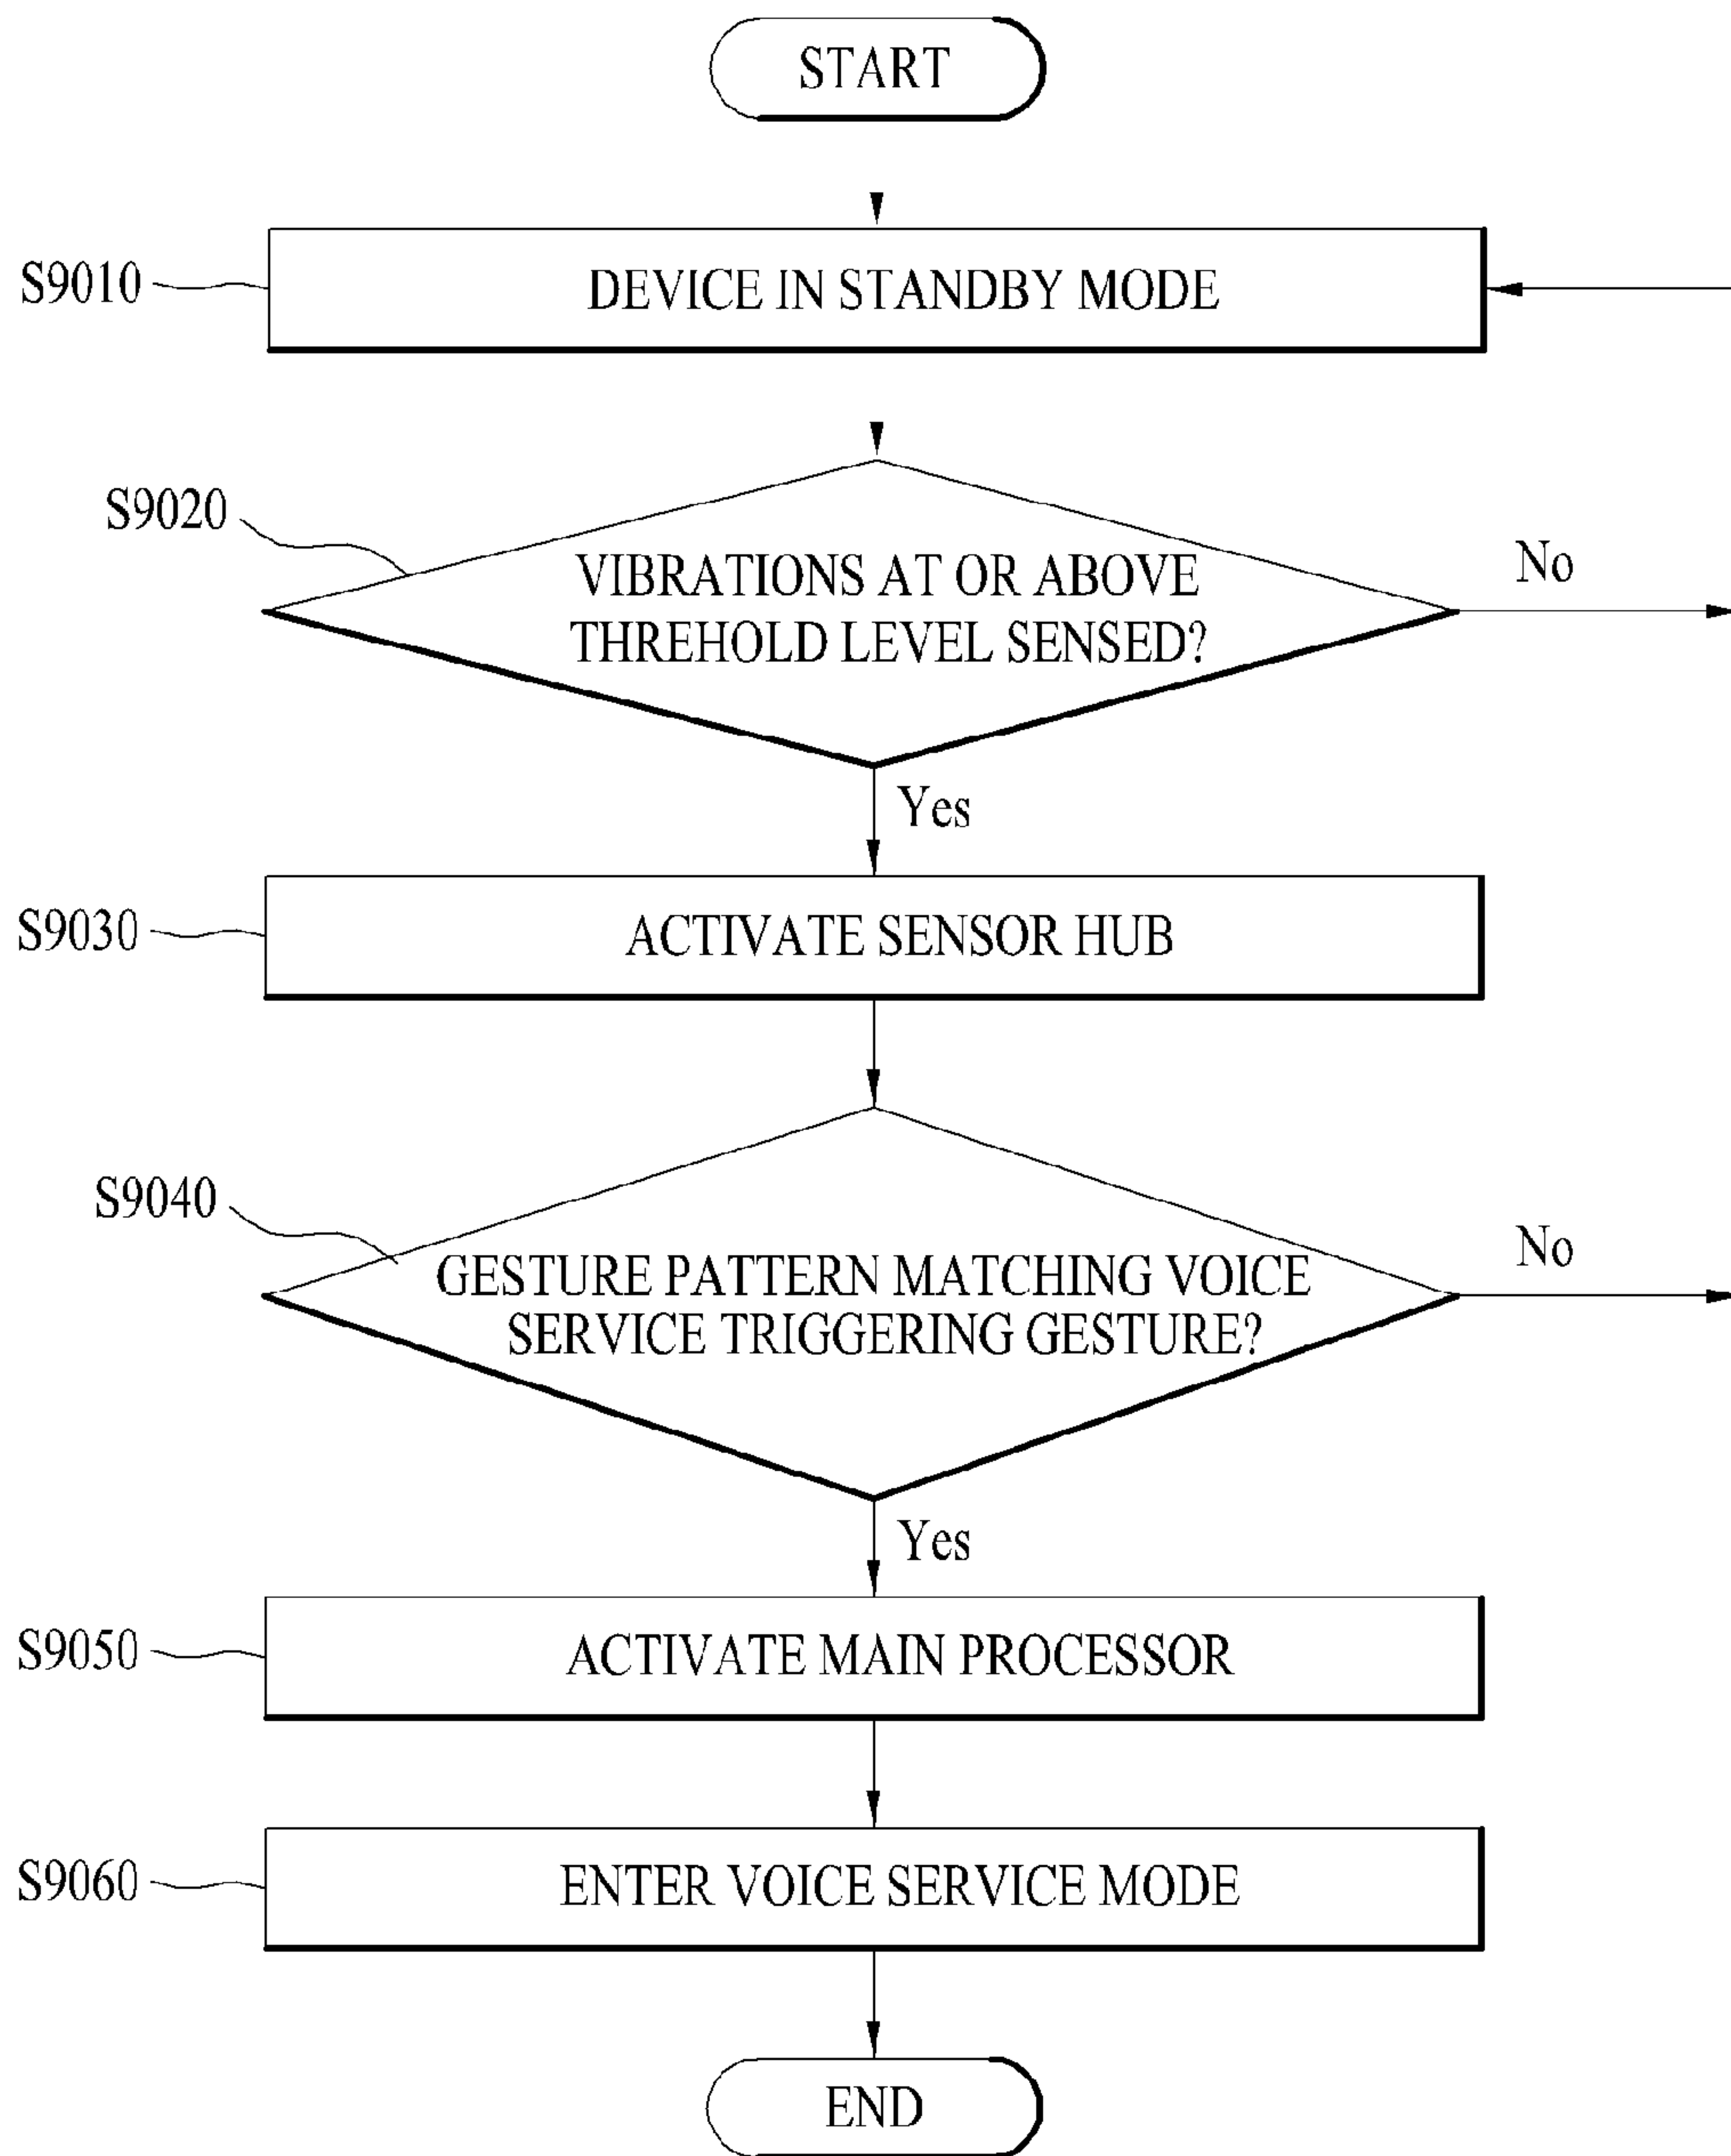 START
S9010
DEVICE IN STANDBY MODE
S9020
VIBRATIONS AT OR ABOVE
THREHOLD LEVEL SENSED?
No
Yes
S9030
ACTIVATE SENSOR HUB
S9040
GESTURE PATTERN MATCHING VOICE
SERVICE TRIGGERING GESTURE?
No
Yes
S9050
ACTIVATE MAIN PROCESSOR
S9060
ENTER VOICE SERVICE MODE
END